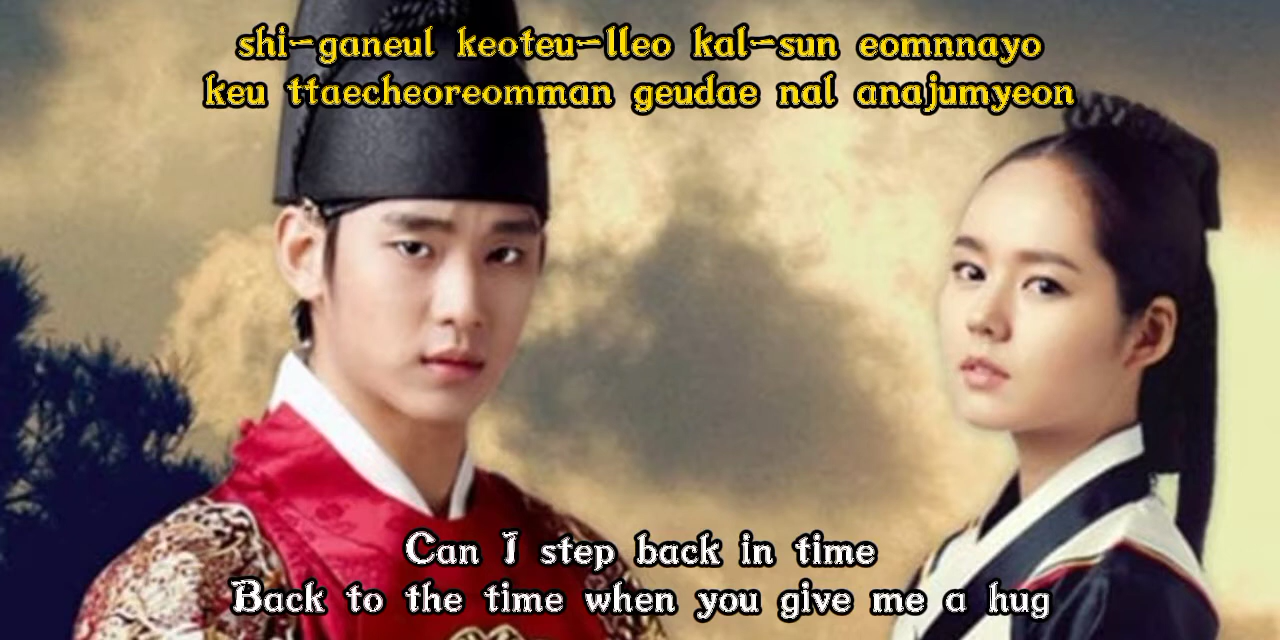 shi-ganeul keoteu-lleo kal-sun eomnnayo
keu ttaecheoreomman geudae nal anajumyeon
Can I step back in time
Back to the time when you give me a hug